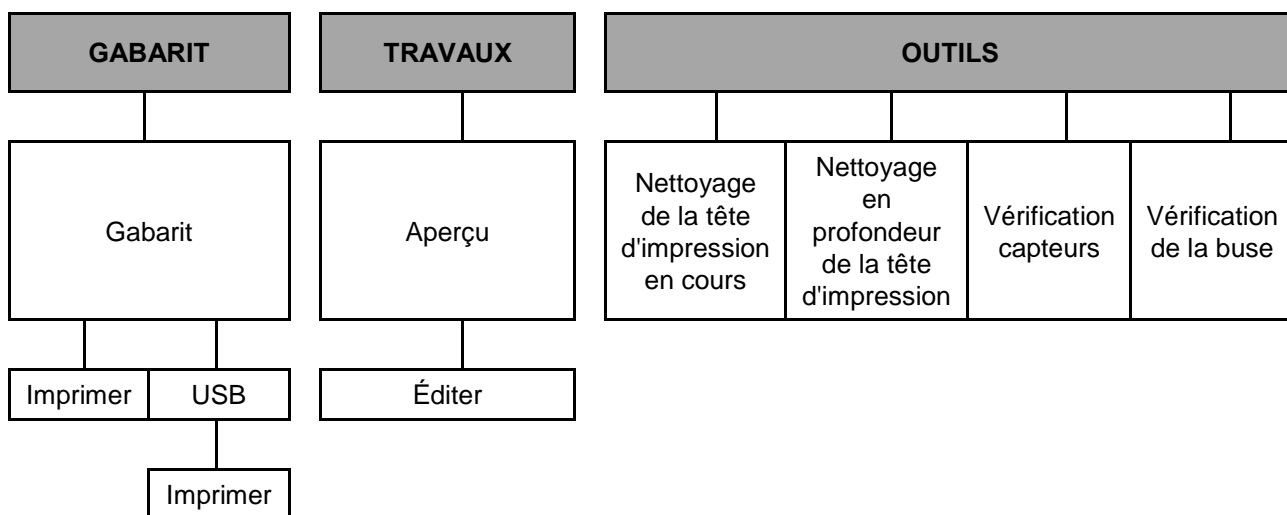 GABARIT
TRAVAUX
OUTILS
Gabarit
Aperçu
Nettoyage
de la tête
d'impression
en cours
Nettoyage
en
profondeur
de la tête
d'impression
Vérification
capteurs
Vérification
de la buse
Imprimer
USB
Éditer
Imprimer